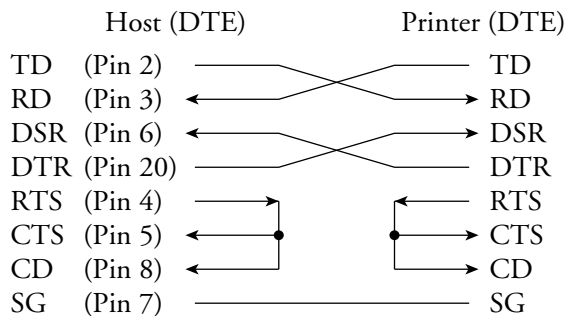 Host (DTE) Printer (DTE)
TD (Pin 2) TD
RD (Pin 3) RD
DSR (Pin 6) DSR
DTR (Pin 20) DTR
RTS (Pin 4) RTS
CTS (Pin 5) CTS
CD (Pin 8) CD
SG (Pin 7) SG